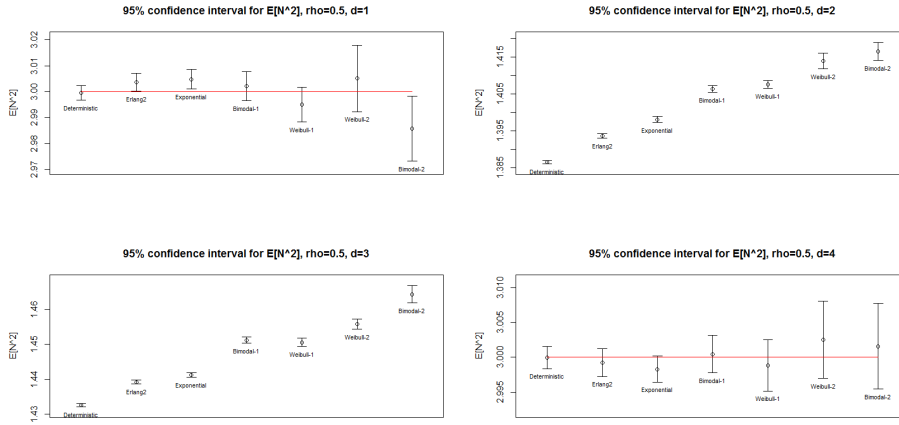 95% confidence interval for E[N^2], rho=0.5, d=1
E[N^2]
3.02
3.01
3.00
2.99
2.98
2.97
Deterministic
Erlang2
Exponential
Bimodal-1
Weibull-1
Weibull-2
Bimodal-2
95% confidence interval for E[N^2], rho=0.5, d=2
E[N^2]
1.415
1.405
1.395
1.385
Deterministic
Erlang2
Exponential
Bimodal-1
Weibull-1
Weibull-2
Bimodal-2
95% confidence interval for E[N^2], rho=0.5, d=3
E[N^2]
1.46
1.45
1.44
1.43
Deterministic
Erlang2
Exponential
Bimodal-1
Weibull-1
Weibull-2
Bimodal-2
95% confidence interval for E[N^2], rho=0.5, d=4
E[N^2]
3.010
3.005
3.000
2.995
Deterministic
Erlang2
Exponential
Bimodal-1
Weibull-1
Weibull-2
Bimodal-2